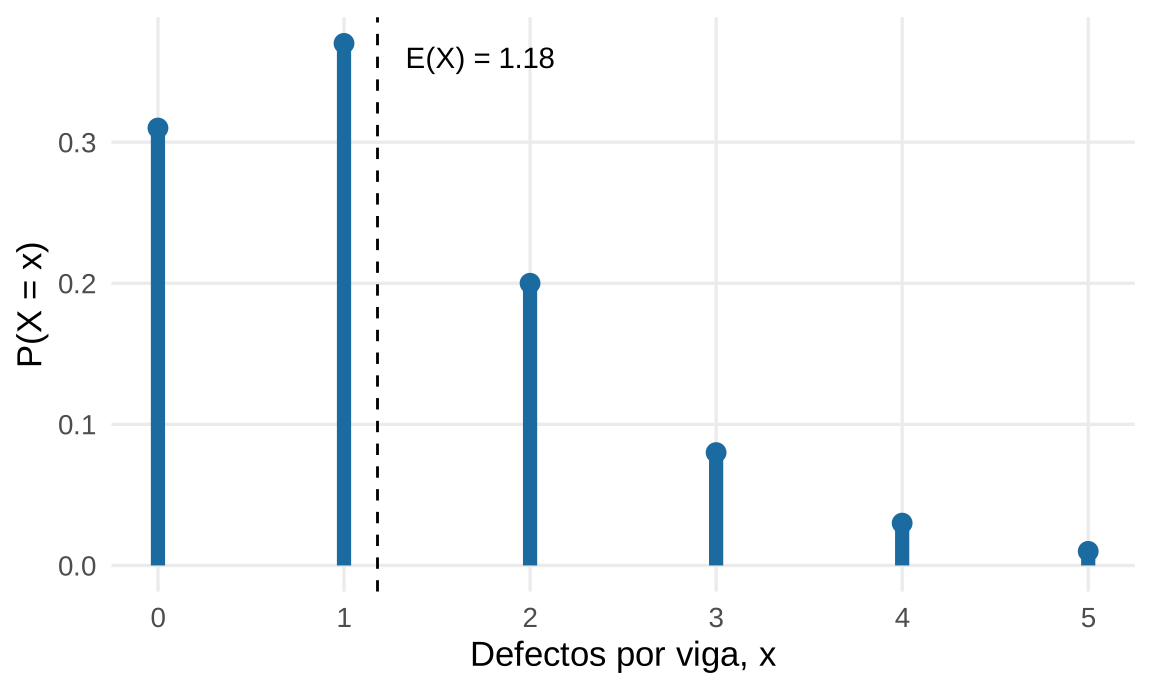 E(X) = 1.18
P(X = x)
0.3
0.2
0.1
0.0
0 1 2 3 4 5
Defectos por viga, x